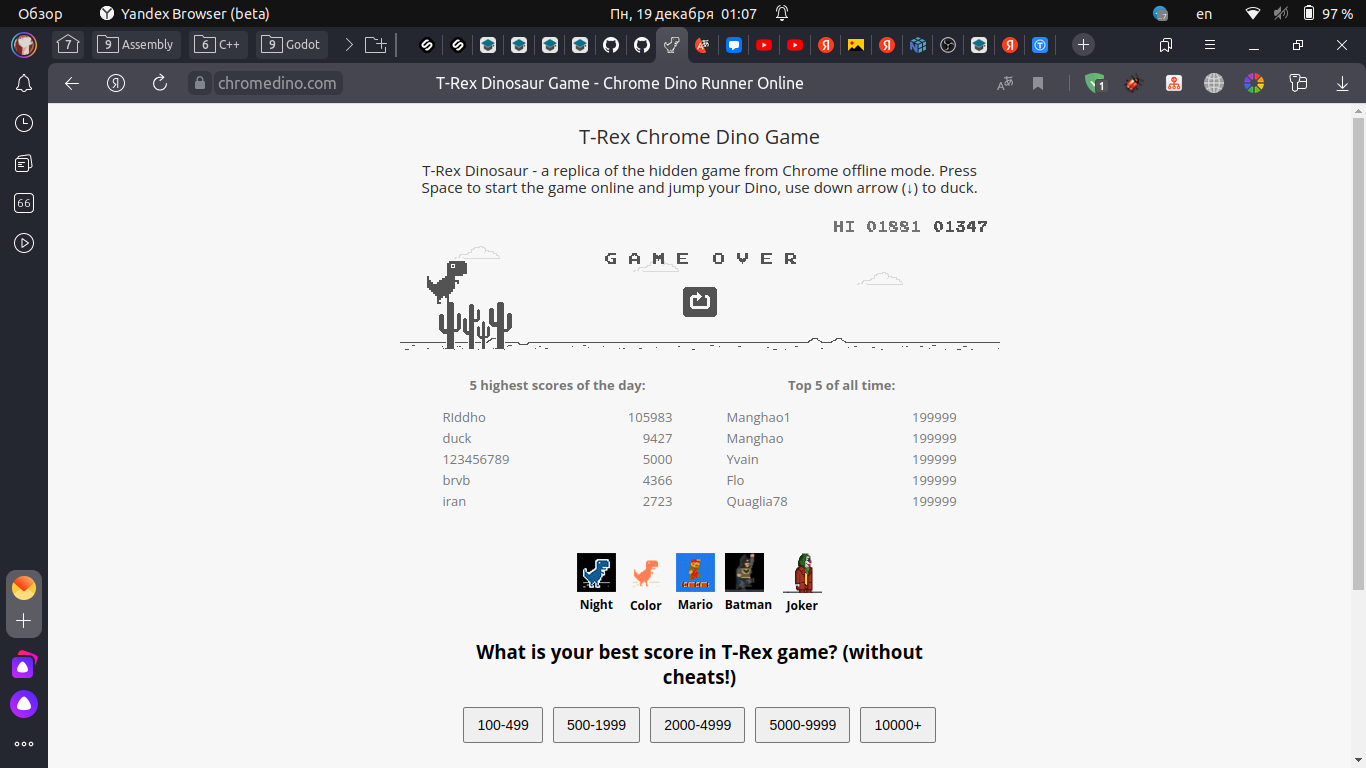 Обзор
Yandex Browser (beta)
Пн, 19 декабря 01:07
en
97 %
7
9 Assembly
6 C++
9 Godot
Я
Я
Я
Я
chromedino.com
T-Rex Dinosaur Game - Chrome Dino Runner Online
1
66
T-Rex Chrome Dino Game
T-Rex Dinosaur - a replica of the hidden game from Chrome offline mode. Press
Space to start the game online and jump your Dino, use down arrow (↓) to duck.
HI 01881 01347
GAME OVER
5 highest scores of the day:
RIddho 105983
duck 9427
123456789 5000
brvb 4366
iran 2723
Top 5 of all time:
Manghao1 199999
Manghao 199999
Yvain 199999
Flo 199999
Quaglia78 199999
Night
Color
Mario
Batman
Joker
What is your best score in T-Rex game? (without
cheats!)
100-499
500-1999
2000-4999
5000-9999
10000+